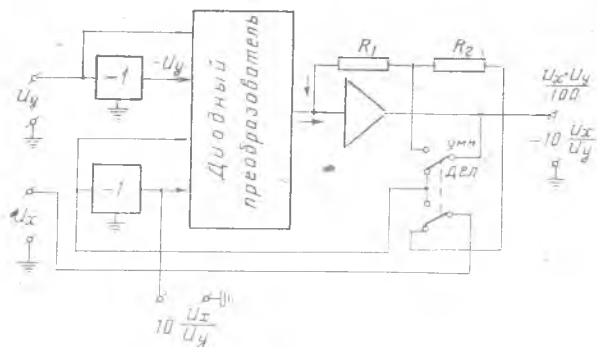 U_y
-1
-U_y
Диодный преобразователь
R_1
R_2
U_x·U_y
100
-10 U_x
U_y
умн
дел
U_x
-1
10 U_x
U_y